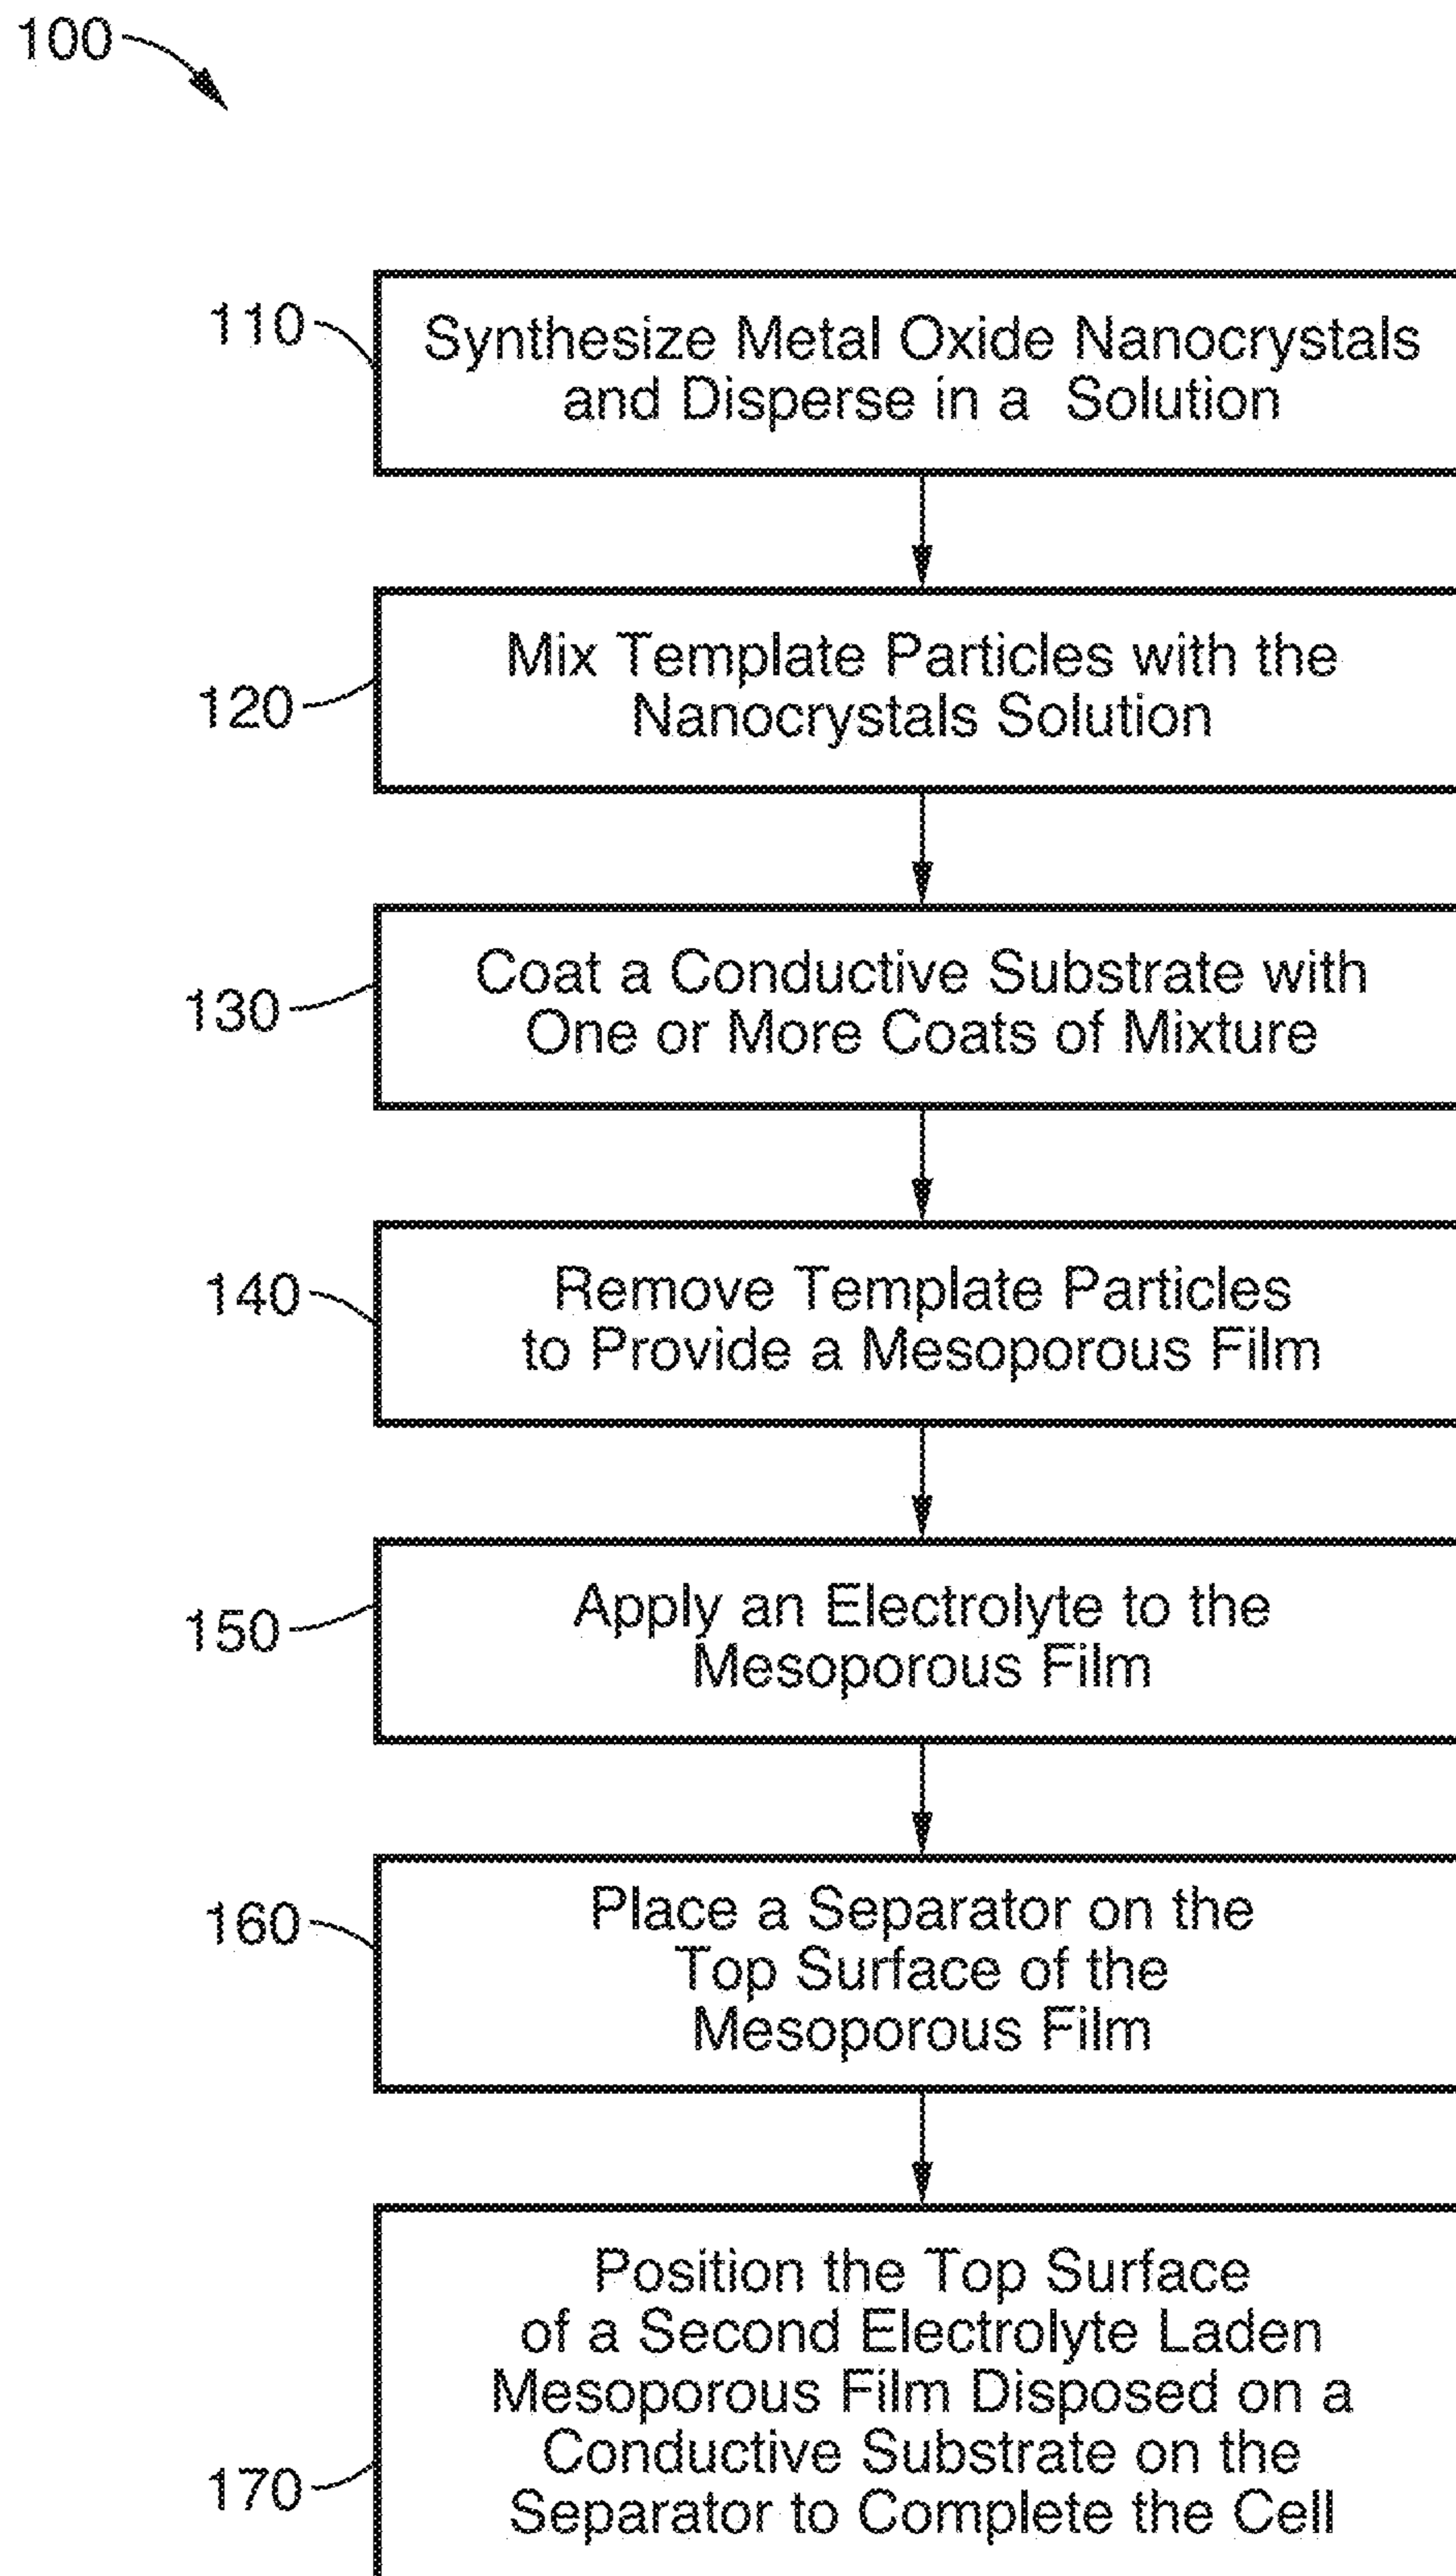 100
110
Synthesize Metal Oxide Nanocrystals
and Disperse in a Solution
120
Mix Template Particles with the
Nanocrystals Solution
130
Coat a Conductive Substrate with
One or More Coats of Mixture
140
Remove Template Particles
to Provide a Mesoporous Film
150
Apply an Electrolyte to the
Mesoporous Film
160
Place a Separator on the
Top Surface of the
Mesoporous Film
170
Position the Top Surface
of a Second Electrolyte Laden
Mesoporous Film Disposed on a
Conductive Substrate on the
Separator to Complete the Cell